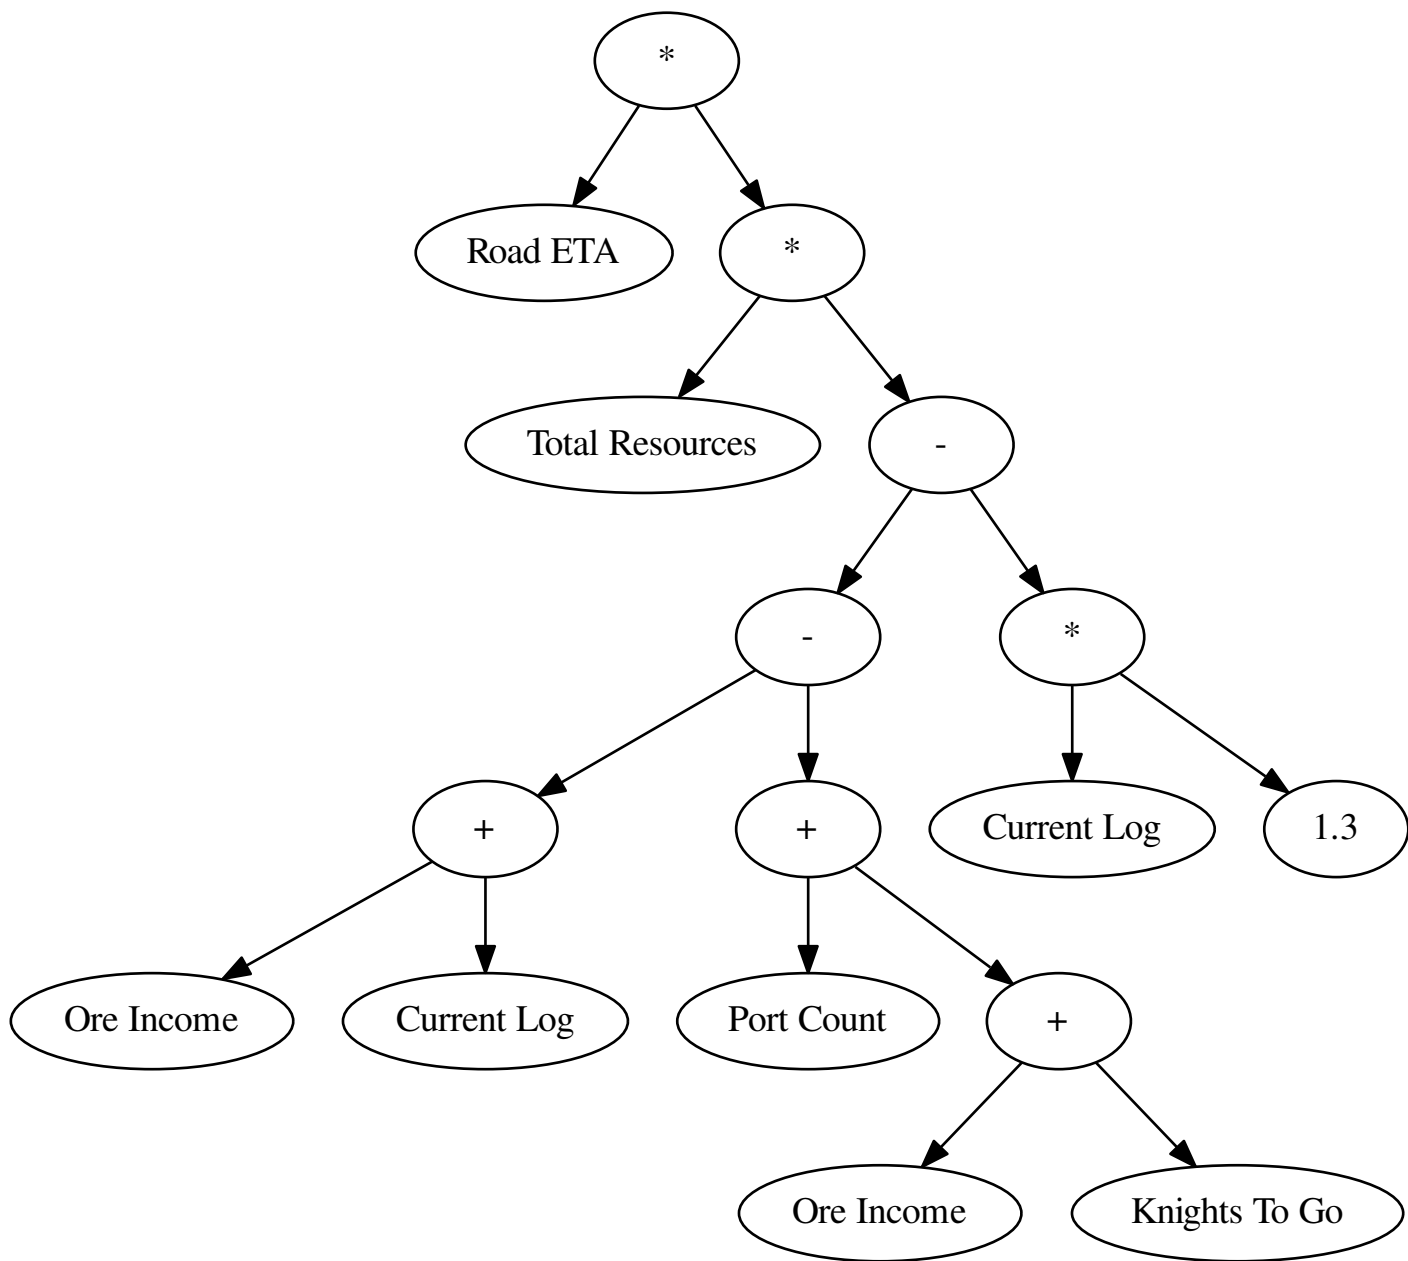 *
Road ETA
*
Total Resources
-
-
*
+
+
Current Log
1.3
Ore Income
Current Log
Port Count
+
Ore Income
Knights To Go